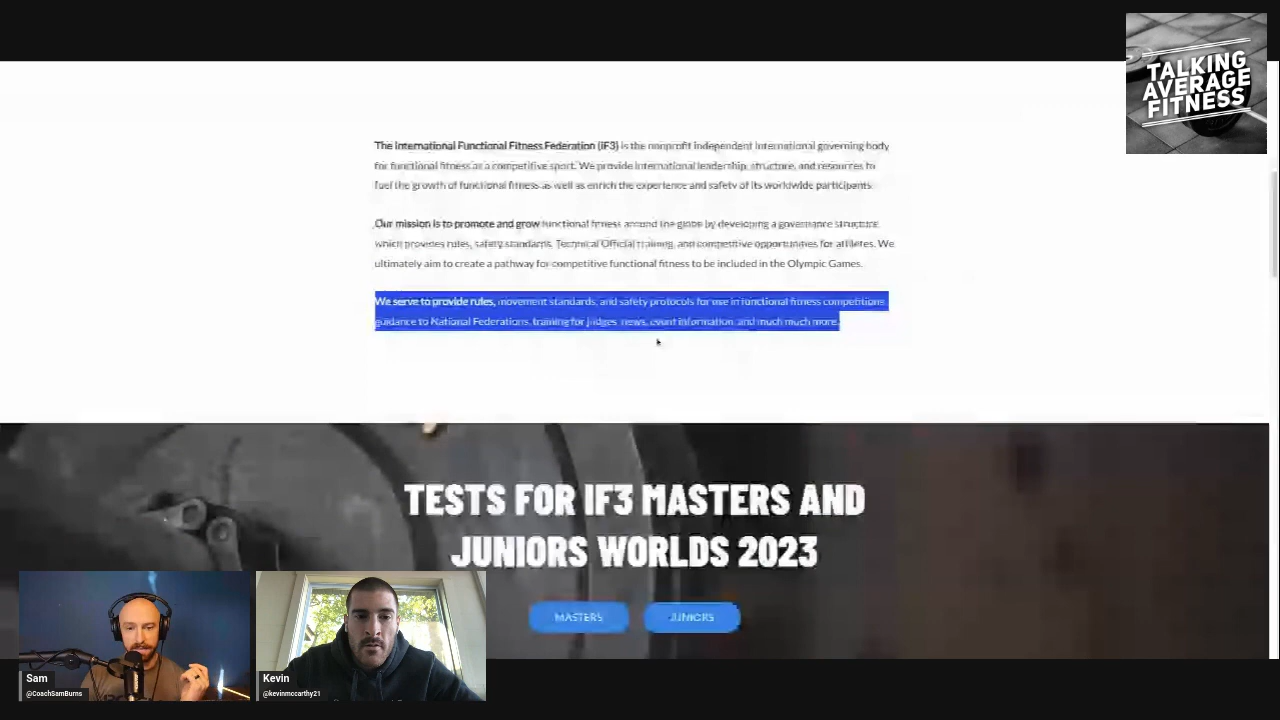 TALKING
AVERAGE
FITNESS
The International Functional Fitness Federation (iF3) is the nonprofit independent international governing body
for functional fitness as a competitive sport. We provide international leadership, structure, and resources to
fuel the growth of functional fitness as well as enrich the experience and safety of its worldwide participants.
Our mission is to promote and grow functional fitness around the globe by developing a governance structure
which provides rules, safety standards, Technical Official training, and competitive opportunities for athletes. We
ultimately aim to create a pathway for competitive functional fitness to be included in the Olympic Games.
We serve to provide rules, movement standards, and safety protocols for use in functional fitness competitions,
guidance to National Federations, training for judges, news, event information, and much much more.
TESTS FOR IF3 MASTERS AND
JUNIORS WORLDS 2023
MASTERS
JUNIORS
Sam
@CoachSamBurns
Kevin
@kevinmccarthy21